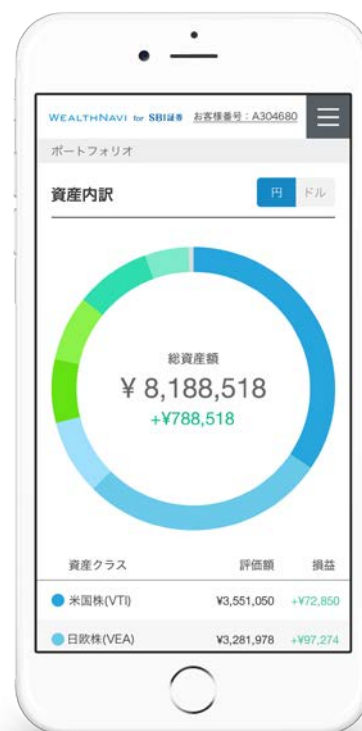 WEALTHNAVI for SBI証券 お客様番号:A304680
ポートフォリオ
資産内訳 円 ドル
総資産額
¥ 8,188,518
+¥788,518
資産クラス 評価額 損益
米国株(VTI) ¥3,551,050 +¥72,850
日欧株(VEA) ¥3,281,978 +¥97,274